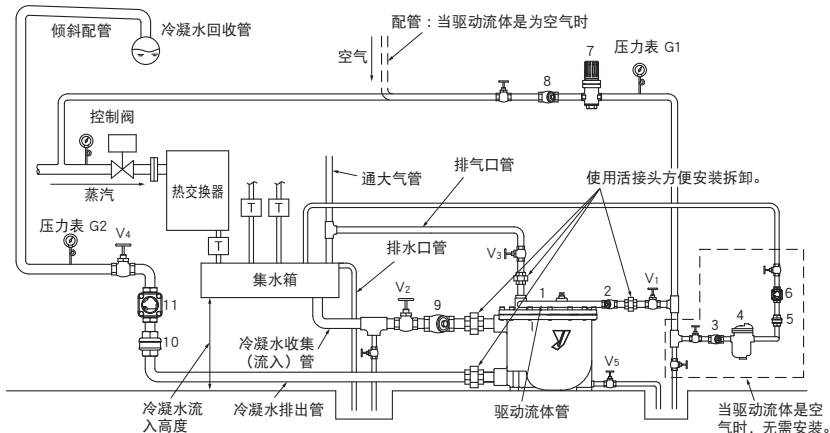 倾斜配管
冷凝水回收管
配管：当驱动流体是为空气时
空气
7
压力表 G1
8
控制阀
蒸汽
热交换器
通大气管
排气口管
使用活接头方便安装拆卸。
压力表 G2
V4
T
T
T
集水箱
排水口管
V3
V2
9
1
2
V1
6
5
4
3
11
10
冷凝水收集
（流入）管
V5
冷凝水流
入高度
冷凝水排出管
驱动流体管
当驱动流体是空
气时，无需安装。